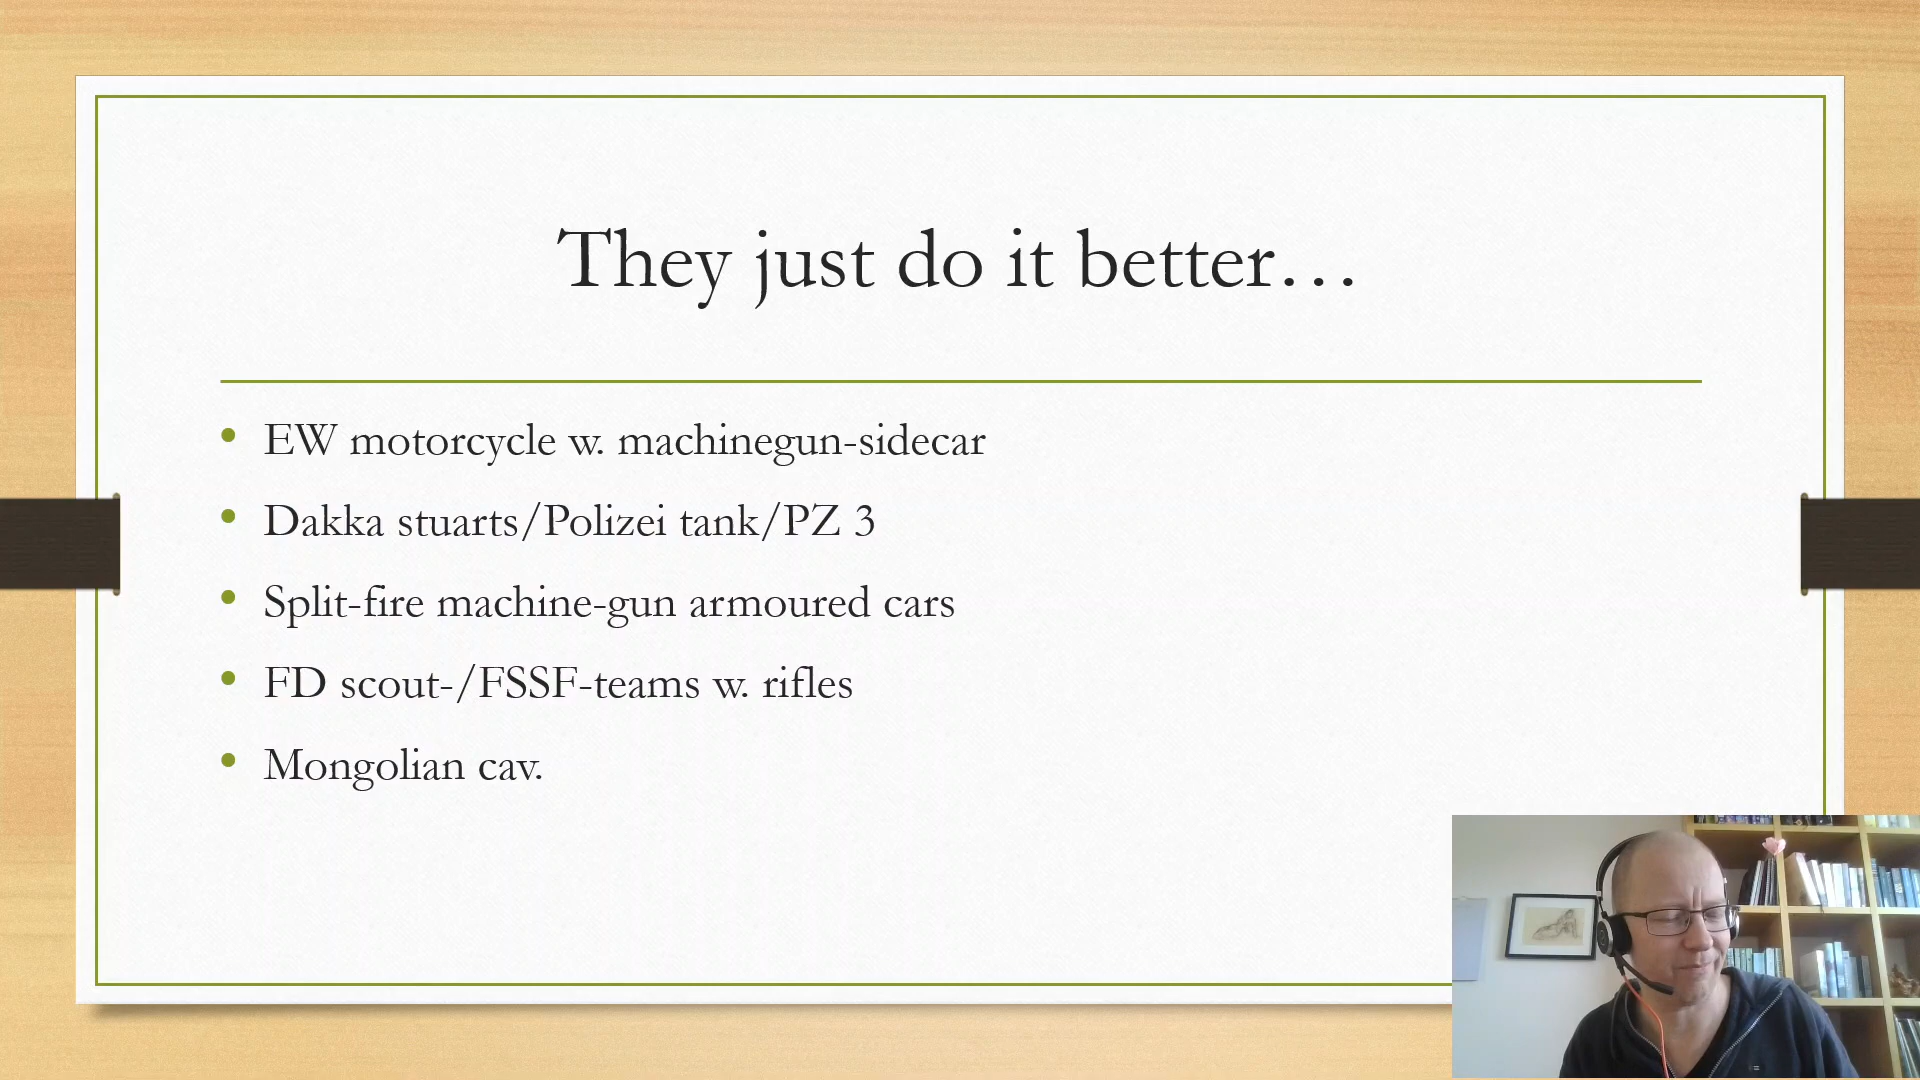 They just do it better…
EW motorcycle w. machinegun-sidecar
Dakka stuarts/Polizei tank/PZ 3
Split-fire machine-gun armoured cars
FD scout-/FSSF-teams w. rifles
Mongolian cav.